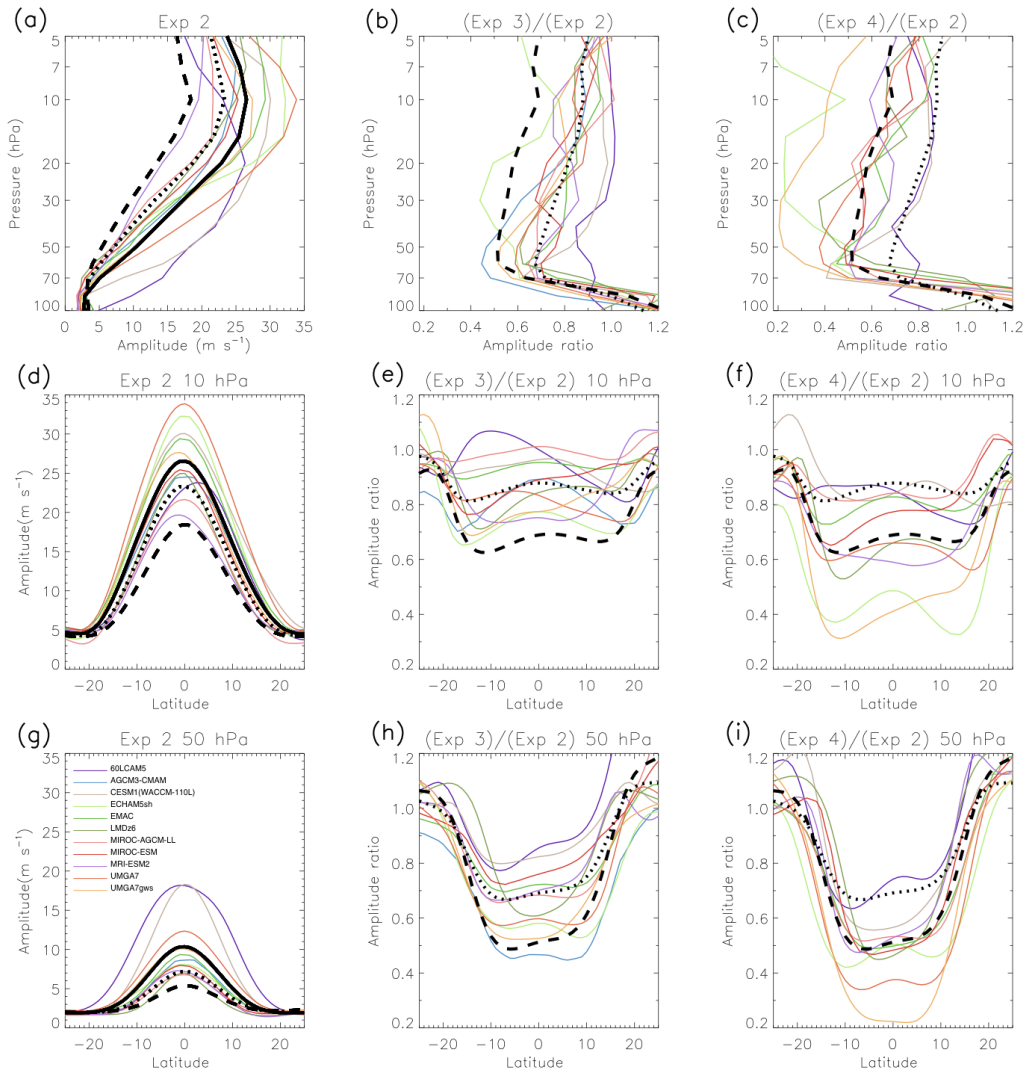 (a) Exp 2
(b) (Exp 3)/(Exp 2)
(c) (Exp 4)/(Exp 2)
Pressure (hPa)
5
7
10
20
30
50
70
100
0 5 10 15 20 25 30 35
Amplitude (m s⁻¹)
Pressure (hPa)
5
7
10
20
30
50
70
100
0.2 0.4 0.6 0.8 1.0 1.2
Amplitude ratio
Pressure (hPa)
5
7
10
20
30
50
70
100
0.2 0.4 0.6 0.8 1.0 1.2
Amplitude ratio
(d) Exp 2 10 hPa
(e) (Exp 3)/(Exp 2) 10 hPa
(f) (Exp 4)/(Exp 2) 10 hPa
Amplitude(m s⁻¹)
35
30
25
20
15
10
5
0
−20 −10 0 10 20
Latitude
Amplitude ratio
1.2
1.0
0.8
0.6
0.4
0.2
−20 −10 0 10 20
Latitude
Amplitude ratio
1.2
1.0
0.8
0.6
0.4
0.2
−20 −10 0 10 20
Latitude
(g) Exp 2 50 hPa
(h) (Exp 3)/(Exp 2) 50 hPa
(i) (Exp 4)/(Exp 2) 50 hPa
Amplitude(m s⁻¹)
35
30
25
20
15
10
5
0
60LCAM5
AGCM3-CMAM
CESM1(WACCM-110L)
ECHAM5sh
EMAC
LMDz6
MIROC-AGCM-LL
MIROC-ESM
MRI-ESM2
UMGA7
UMGA7gws
−20 −10 0 10 20
Latitude
Amplitude ratio
1.2
1.0
0.8
0.6
0.4
0.2
−20 −10 0 10 20
Latitude
Amplitude ratio
1.2
1.0
0.8
0.6
0.4
0.2
−20 −10 0 10 20
Latitude